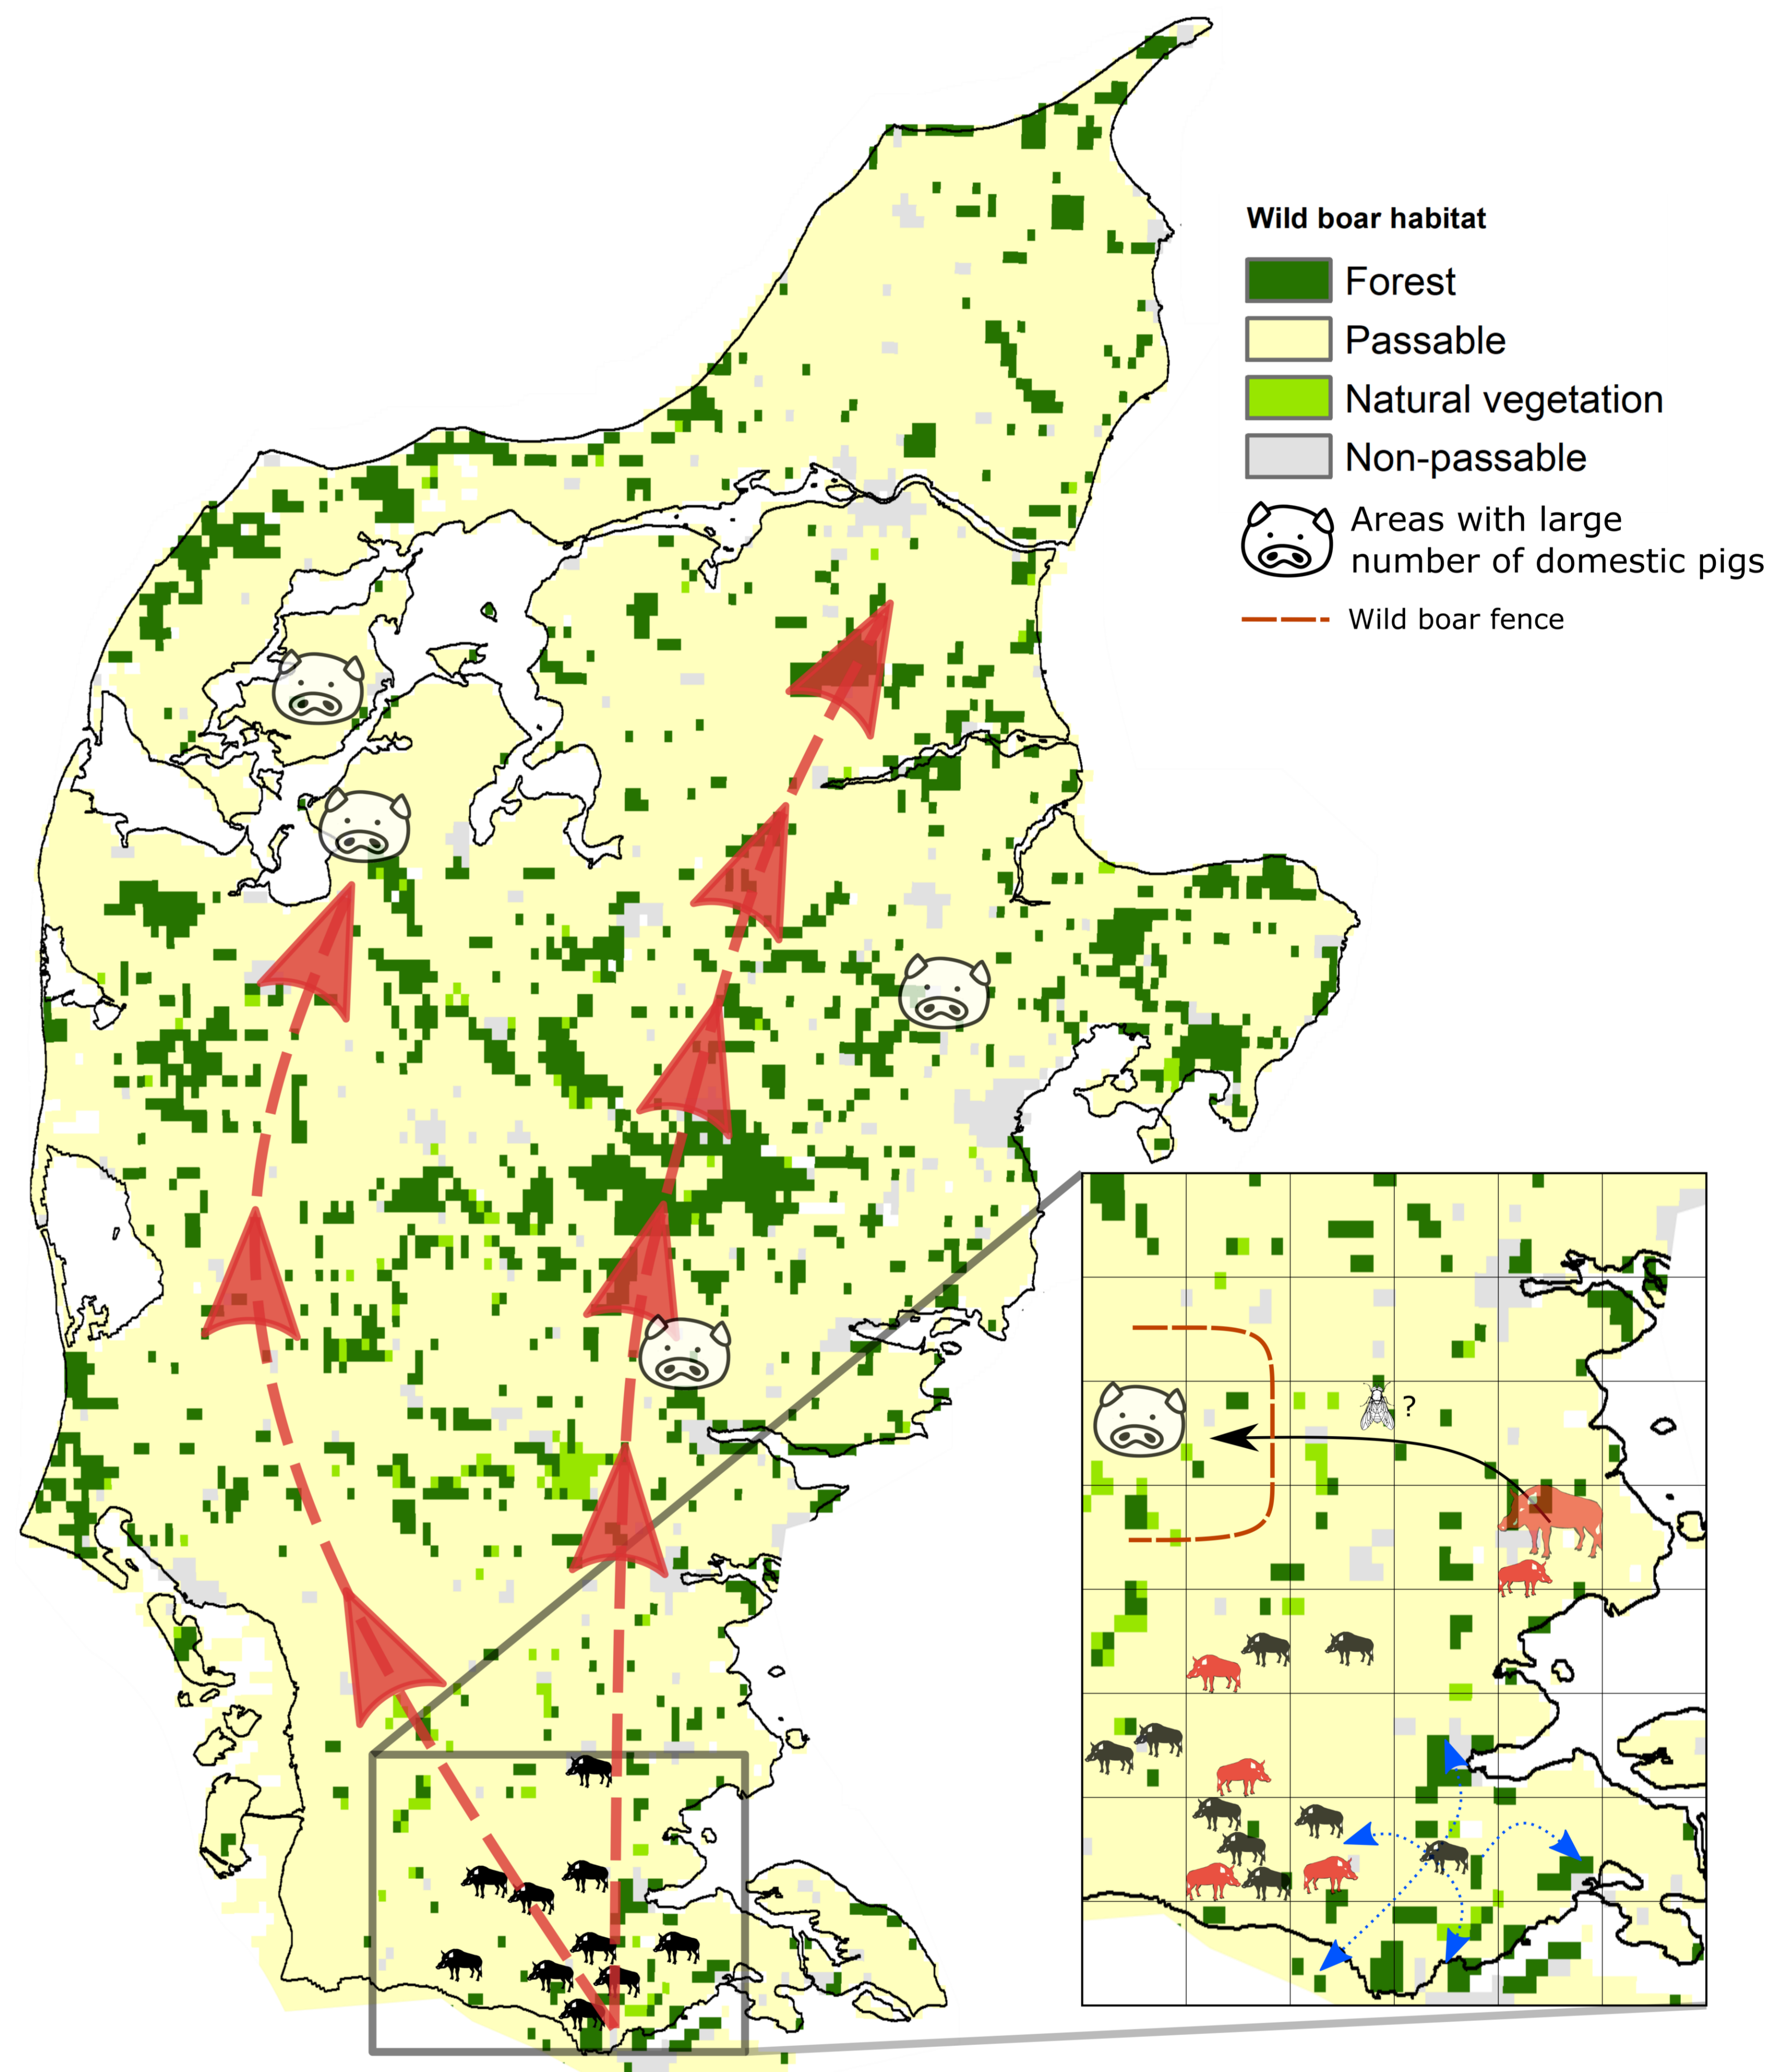 Wild boar habitat
Forest
Passable
Natural vegetation
Non-passable
Areas with large
number of domestic pigs
Wild boar fence
?